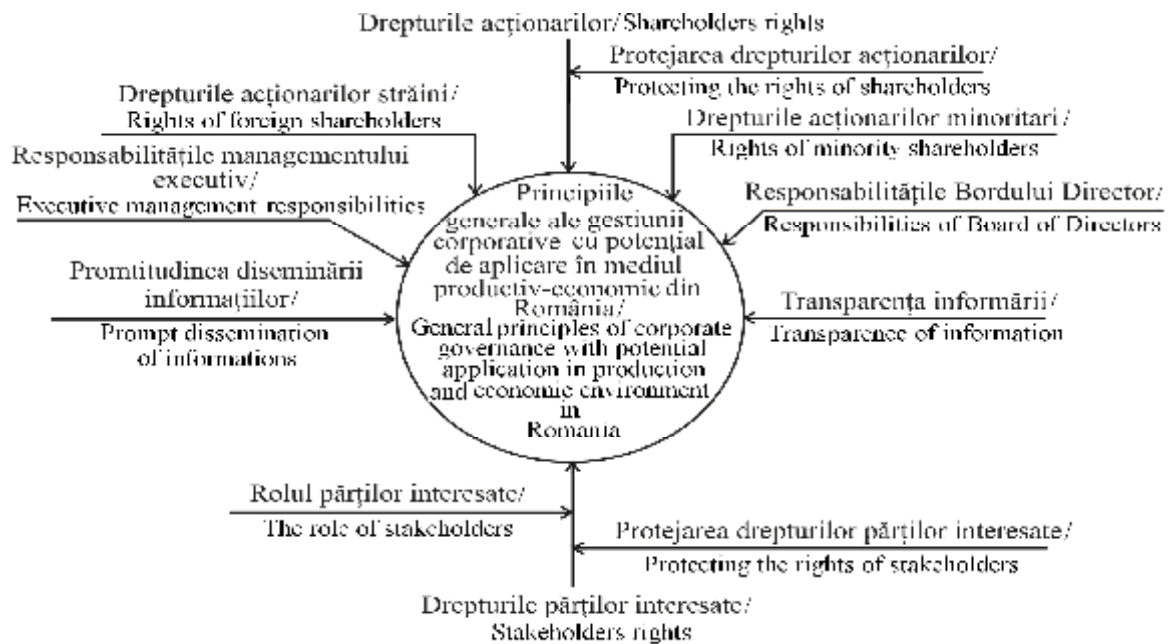 Drepturile acționarilor/Shareholders rights
Protejarea drepturilor acționarilor/
Protecting the rights of shareholders
Drepturile acționarilor străini/
Rights of foreign shareholders
Drepturile acționarilor minoritari/
Rights of minority shareholders
Responsabilitățile managementului
executiv/
Executive management responsibilities
Responsabilitățile Bordului Director/
Responsibilities of Board of Directors
Principiile
generale ale gestiunii
corporative cu potențial
de aplicare în mediul
productiv-economic din
România/
General principles of corporate
governance with potential
application in production
and economic environment
in
Romania
Promtitudinea diseminării
informațiilor/
Prompt dissemination
of informations
Transparența informării/
Transparence of information
Rolul părților interesate/
The role of stakeholders
Protejarea drepturilor părților interesate/
Protecting the rights of stakeholders
Drepturile părților interesate/
Stakeholders rights